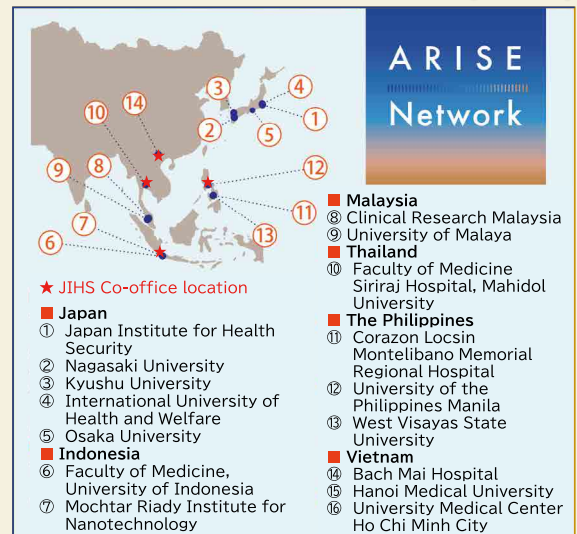 ARISE
Network
③
④
⑭
⑩
①
②
⑤
⑨
⑧
⑫
⑦
⑪
⑥
⑬
★ JIHS Co-office location
■ Japan
① Japan Institute for Health
Security
② Nagasaki University
③ Kyushu University
④ International University of
Health and Welfare
⑤ Osaka University
■ Indonesia
⑥ Faculty of Medicine,
University of Indonesia
⑦ Mochtar Riady Institute for
Nanotechnology
■ Malaysia
⑧ Clinical Research Malaysia
⑨ University of Malaya
■ Thailand
⑩ Faculty of Medicine
Siriraj Hospital, Mahidol
University
■ The Philippines
⑪ Corazon Locsin
Montelibano Memorial
Regional Hospital
⑫ University of the
Philippines Manila
⑬ West Visayas State
University
■ Vietnam
⑭ Bach Mai Hospital
⑮ Hanoi Medical University
⑯ University Medical Center
Ho Chi Minh City